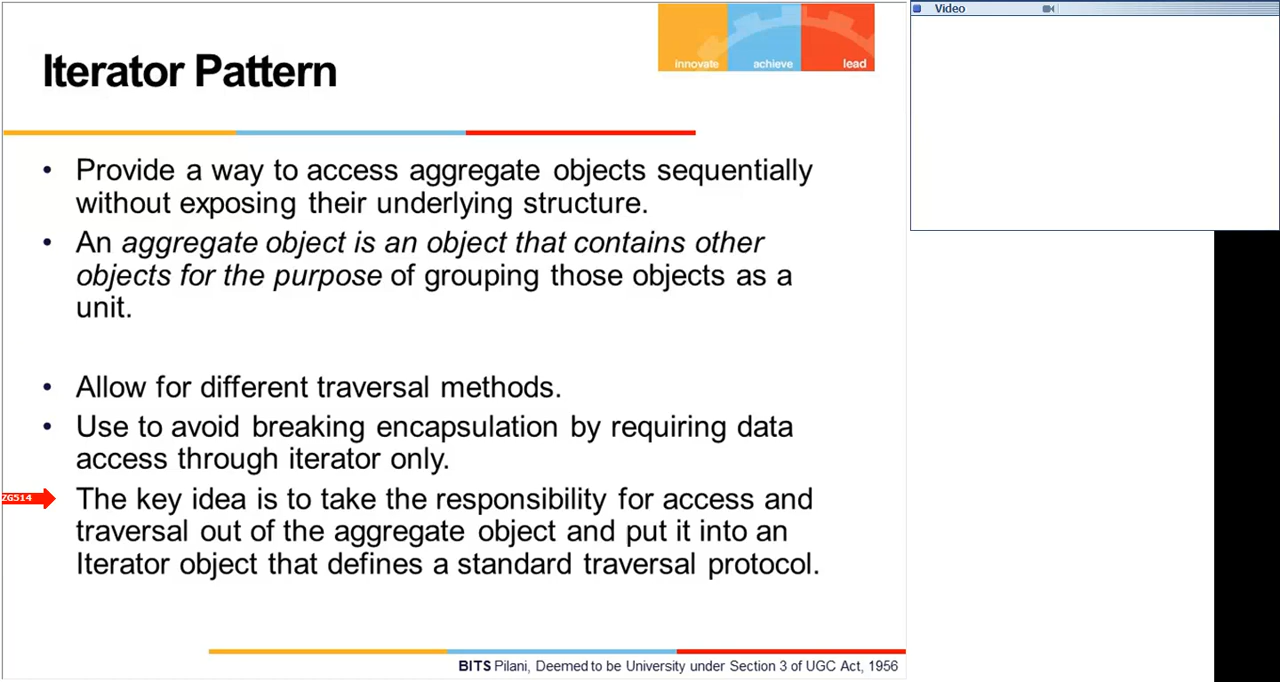 innovate achieve lead
Iterator Pattern
• Provide a way to access aggregate objects sequentially
without exposing their underlying structure.
• An aggregate object is an object that contains other
objects for the purpose of grouping those objects as a
unit.
• Allow for different traversal methods.
• Use to avoid breaking encapsulation by requiring data
access through iterator only.
ZG514 The key idea is to take the responsibility for access and
traversal out of the aggregate object and put it into an
Iterator object that defines a standard traversal protocol.
BITS Pilani, Deemed to be University under Section 3 of UGC Act, 1956
Video